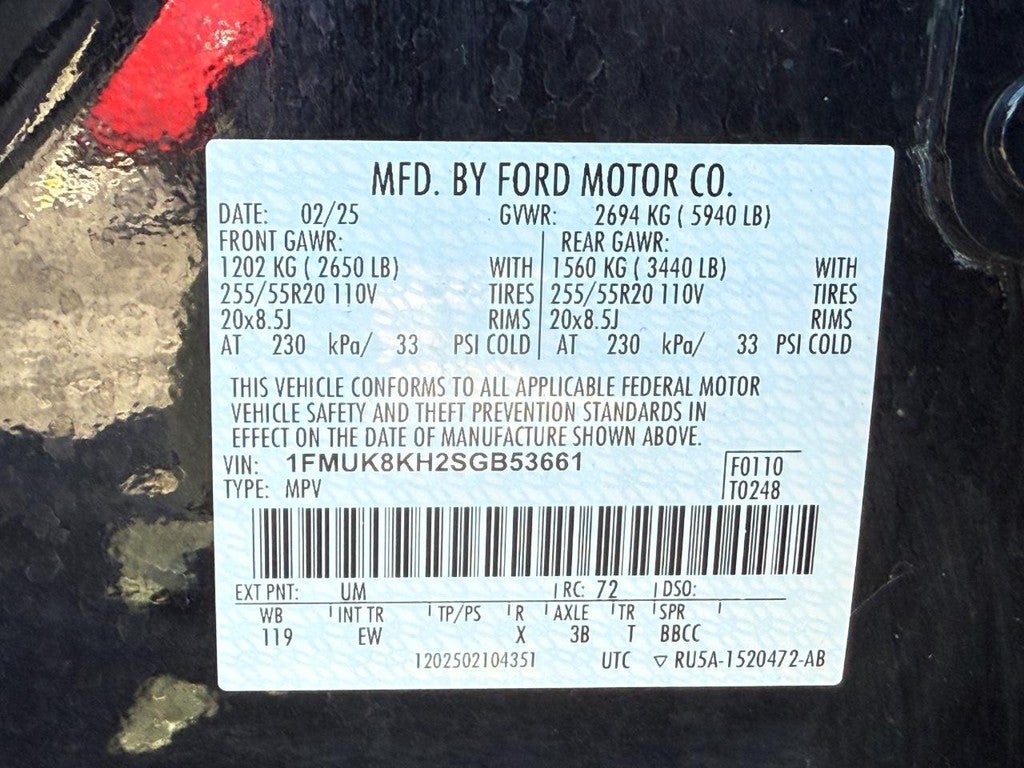 MFD. BY FORD MOTOR CO.
DATE: 02/25 GVWR: 2694 KG ( 5940 LB)
FRONT GAWR: REAR GAWR:
1202 KG ( 2650 LB) WITH 1560 KG ( 3440 LB) WITH
255/55R20 110V TIRES 255/55R20 110V TIRES
20x8.5J RIMS 20x8.5J RIMS
AT 230 kPa/ 33 PSI COLD AT 230 kPa/ 33 PSI COLD
THIS VEHICLE CONFORMS TO ALL APPLICABLE FEDERAL MOTOR
VEHICLE SAFETY AND THEFT PREVENTION STANDARDS IN
EFFECT ON THE DATE OF MANUFACTURE SHOWN ABOVE.
VIN: 1FMUK8KH2SGB53661 F0110
TYPE: MPV T0248
EXT PNT: UM RC: 72 DSO:
WB INT TR TP/PS R AXLE TR SPR
119 EW X 3B T BBCC
1202502104351 UTC ▽ RU5A-1520472-AB